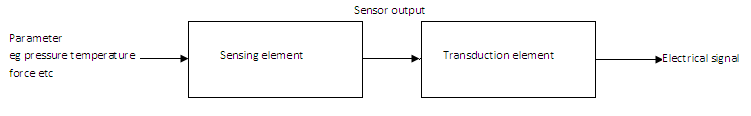 Sensor output
Parameter
eg pressure temperature
force etc
Sensing element
Transduction element
Electrical signal